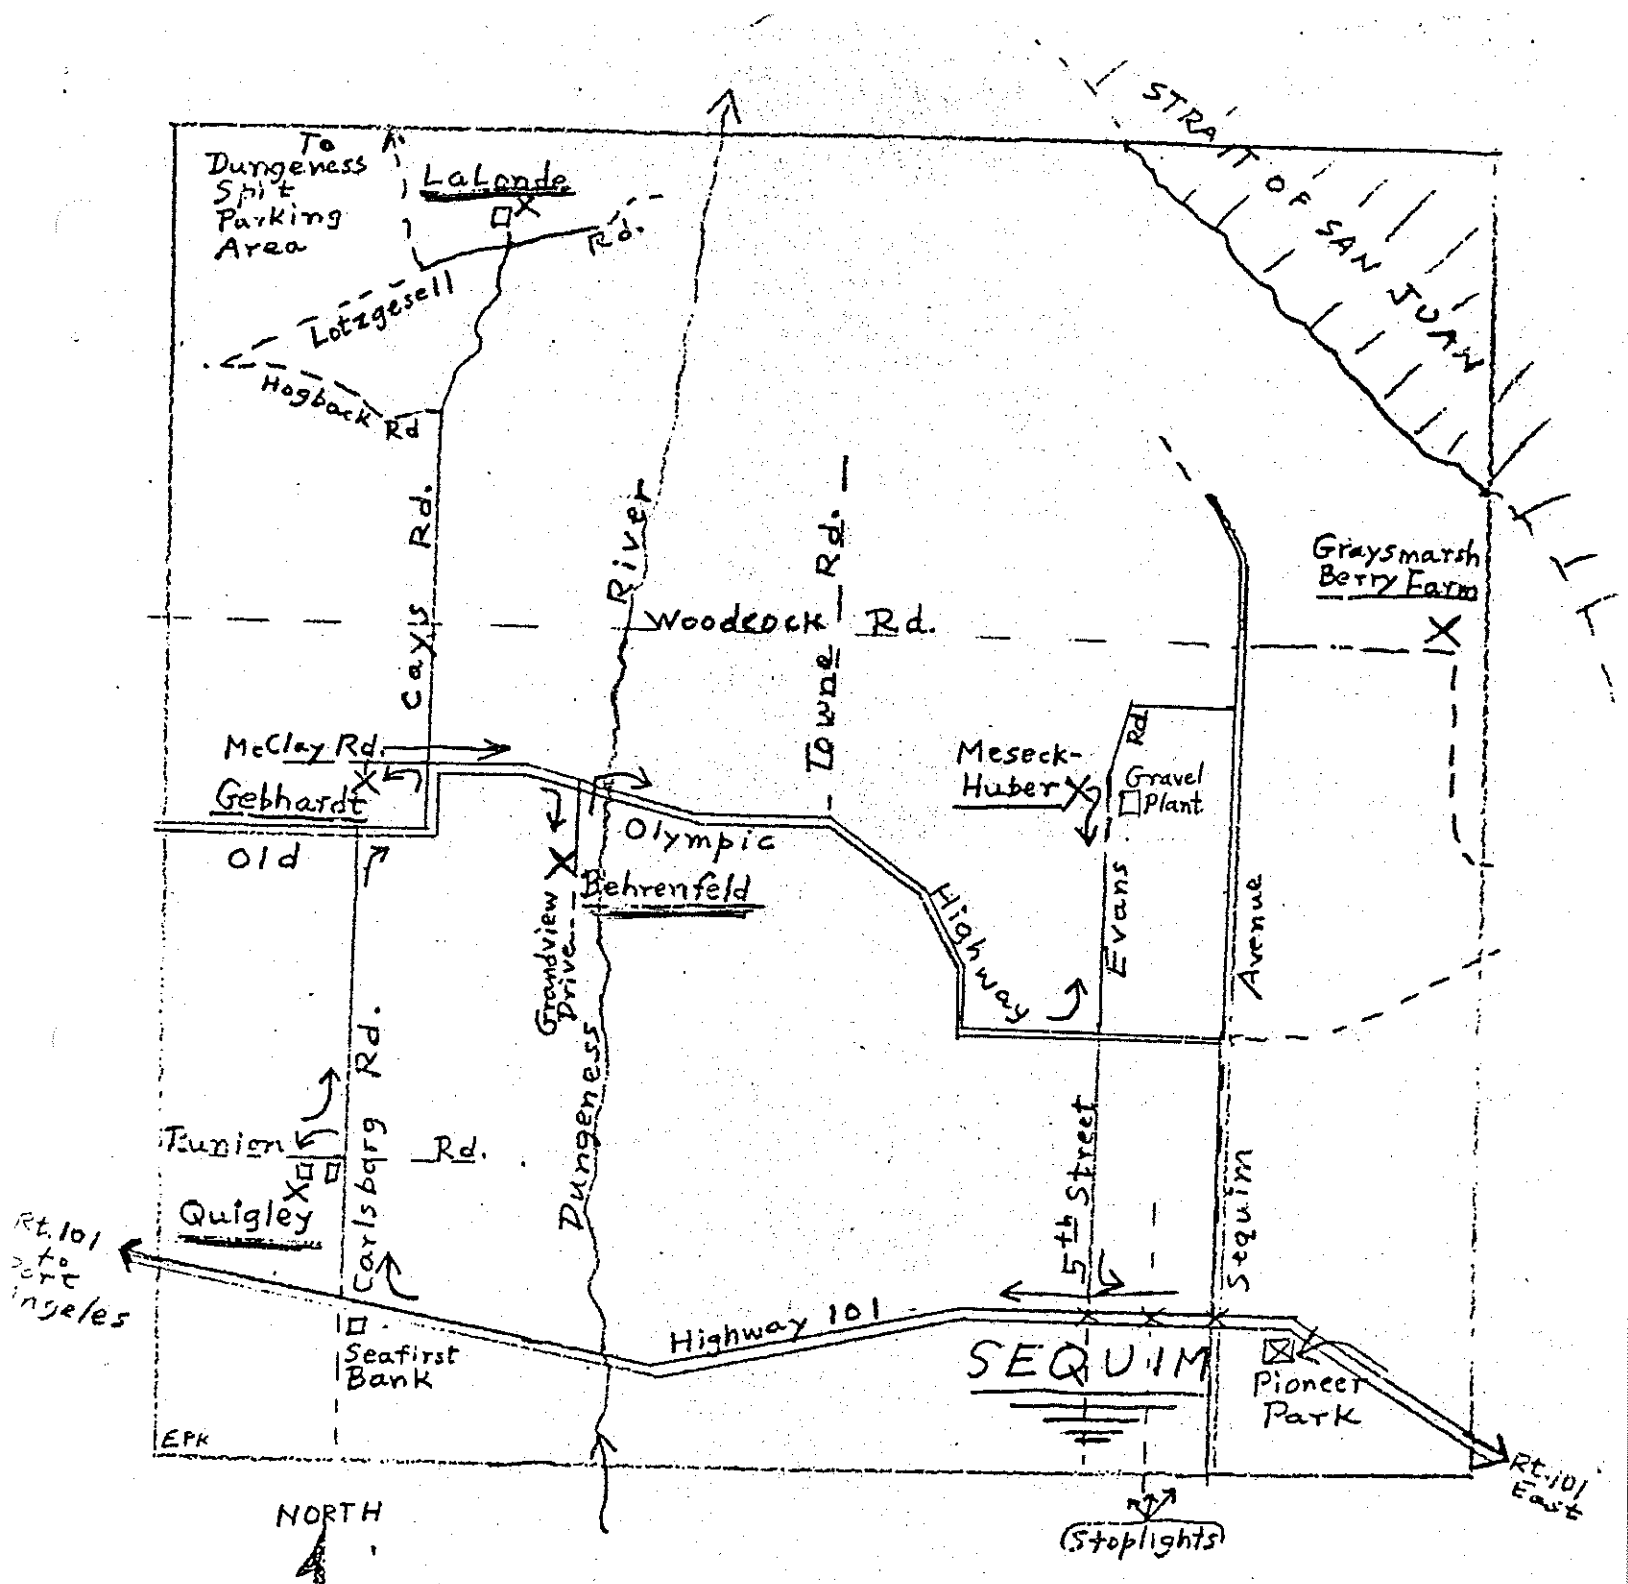 STRAIT OF SAN JUAN
To
Dungeness
Spit
Parking
Area
LaLonde
Rd.
Lotzgesell
Hogback Rd
Cays Rd.
River
Towne Rd.
Graysmarsh
Berry Farm
Woodcock Rd.
McClay Rd.
Gebhardt
Old
Olympic
Highway
Meseck-
Huber
Rd
Gravel
Plant
Evans
Avenue
Behrenfeld
Grandview
Drive
Dungeness
Carlsborg Rd.
Rd.
Quigley
5th Street
Sequim
Rt. 101
to
Highway 101
Seafirst
Bank
SEQUIM
Pioneer
Park
EPK
Rt. 101
East
NORTH
Stoplights